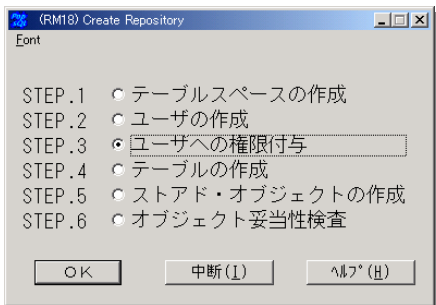 (RM18) Create Repository
Font
STEP.1 テーブルスペースの作成
STEP.2 ユーザの作成
STEP.3 ユーザへの権限付与
STEP.4 テーブルの作成
STEP.5 ストアド・オブジェクトの作成
STEP.6 オブジェクト妥当性検査
OK 中断(I) ﾍﾙﾌﾟ(H)